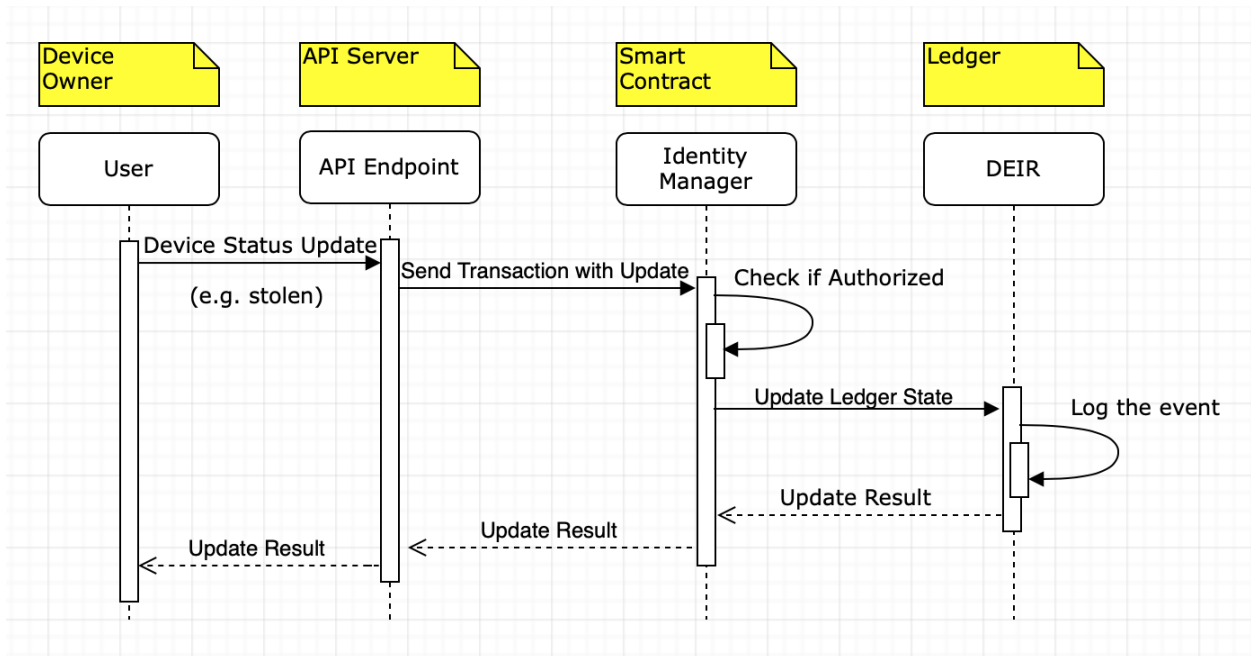 Device
Owner
API Server
Smart
Contract
Ledger
User
API Endpoint
Identity
Manager
DEIR
Device Status Update
(e.g. stolen)
Send Transaction with Update
Check if Authorized
Update Ledger State
Log the event
Update Result
Update Result
Update Result